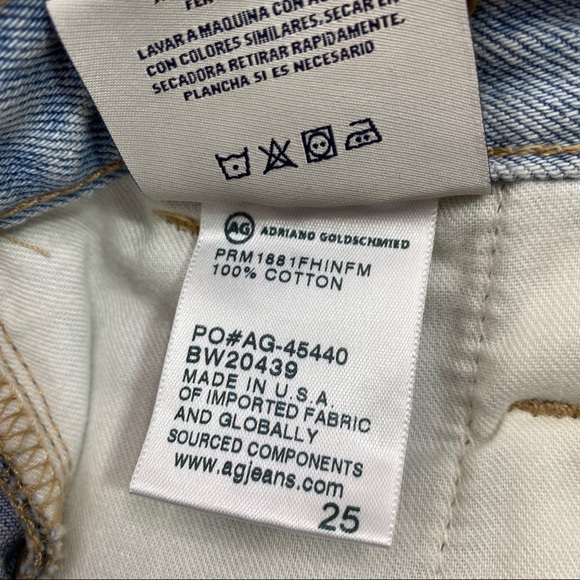 LAVAR A MAQUINA CON
CON COLORES SIMILARES. SECAR EN
SECADORA RETIRAR RAPIDAMENTE.
PLANCHA SI ES NECESARIO
AG ADRIANO GOLDSCHMIED
PRM1881FHINFM
100% COTTON
PO#AG-45440
BW20439
MADE IN U.S.A.
OF IMPORTED FABRIC
AND GLOBALLY
SOURCED COMPONENTS
www.agjeans.com
25